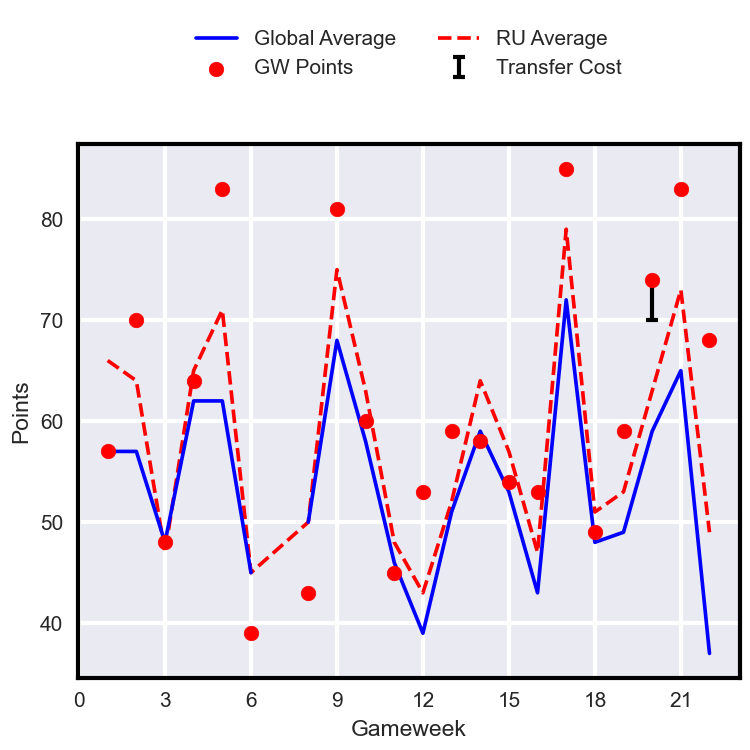 Global Average
RU Average
GW Points
Transfer Cost
Points
80
70
60
50
40
0 3 6 9 12 15 18 21
Gameweek